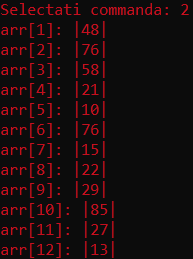 Selectati commanda: 2
arr[1]: |48|
arr[2]: |76|
arr[3]: |58|
arr[4]: |21|
arr[5]: |10|
arr[6]: |76|
arr[7]: |15|
arr[8]: |22|
arr[9]: |29|
arr[10]: |85|
arr[11]: |27|
arr[12]: |13|